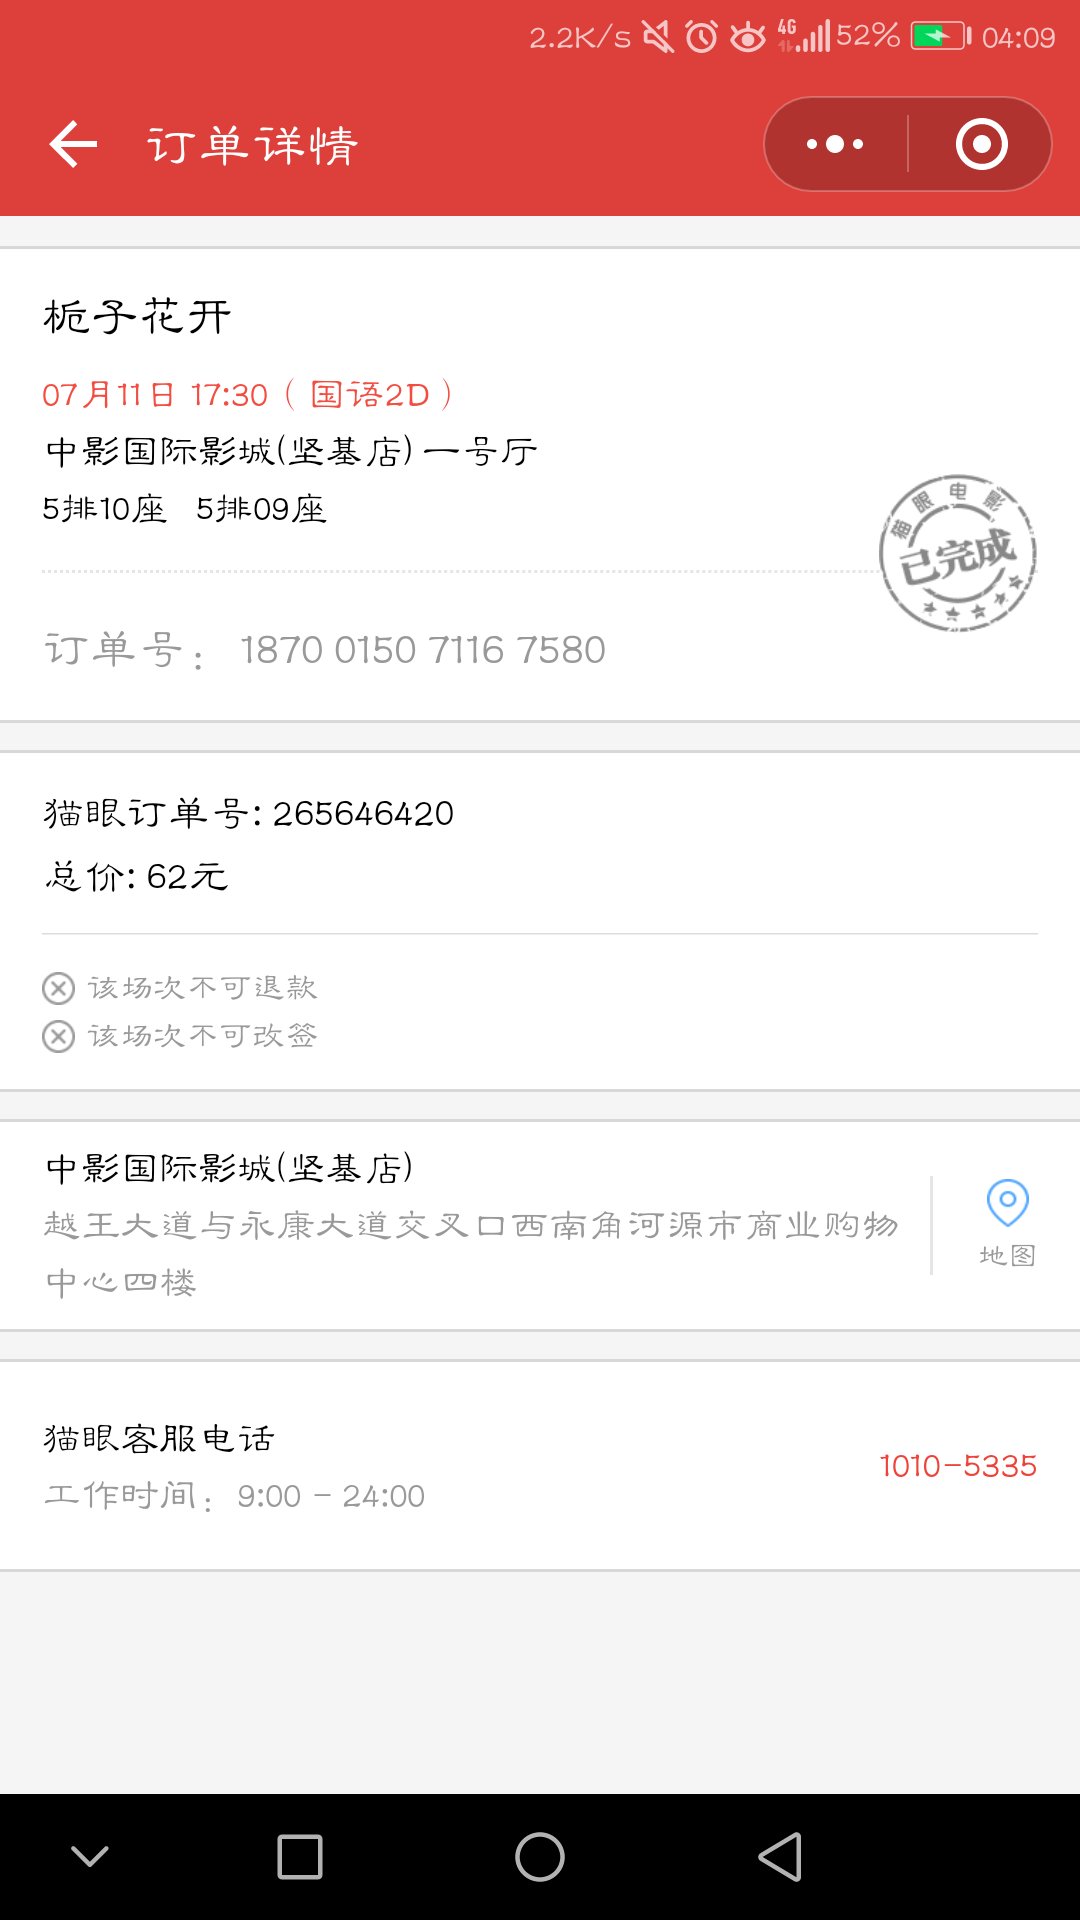 2.2K/s 4G 52% 04:09
订单详情
栀子花开
07月11日 17:30（国语2D）
中影国际影城(坚基店) 一号厅
5排10座 5排09座
猫眼电影
已完成
订单号： 1870 0150 7116 7580
猫眼订单号: 265646420
总价: 62元
该场次不可退款
该场次不可改签
中影国际影城(坚基店)
越王大道与永康大道交叉口西南角河源市商业购物
中心四楼
地图
猫眼客服电话
1010-5335
工作时间：9:00 - 24:00